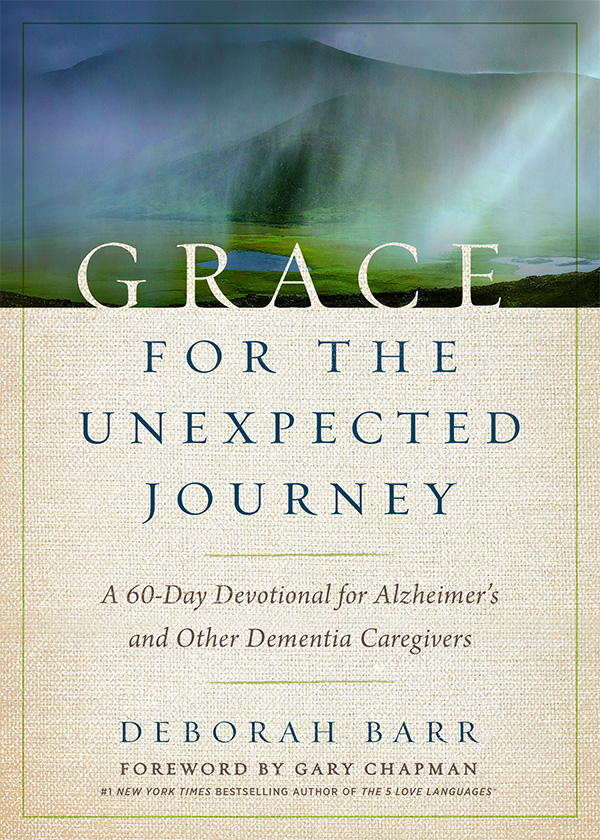 GRACE
FOR THE
UNEXPECTED
JOURNEY
A 60-Day Devotional for Alzheimer's
and Other Dementia Caregivers
DEBORAH BARR
FOREWORD BY GARY CHAPMAN
#1 NEW YORK TIMES BESTSELLING AUTHOR OF THE 5 LOVE LANGUAGES®